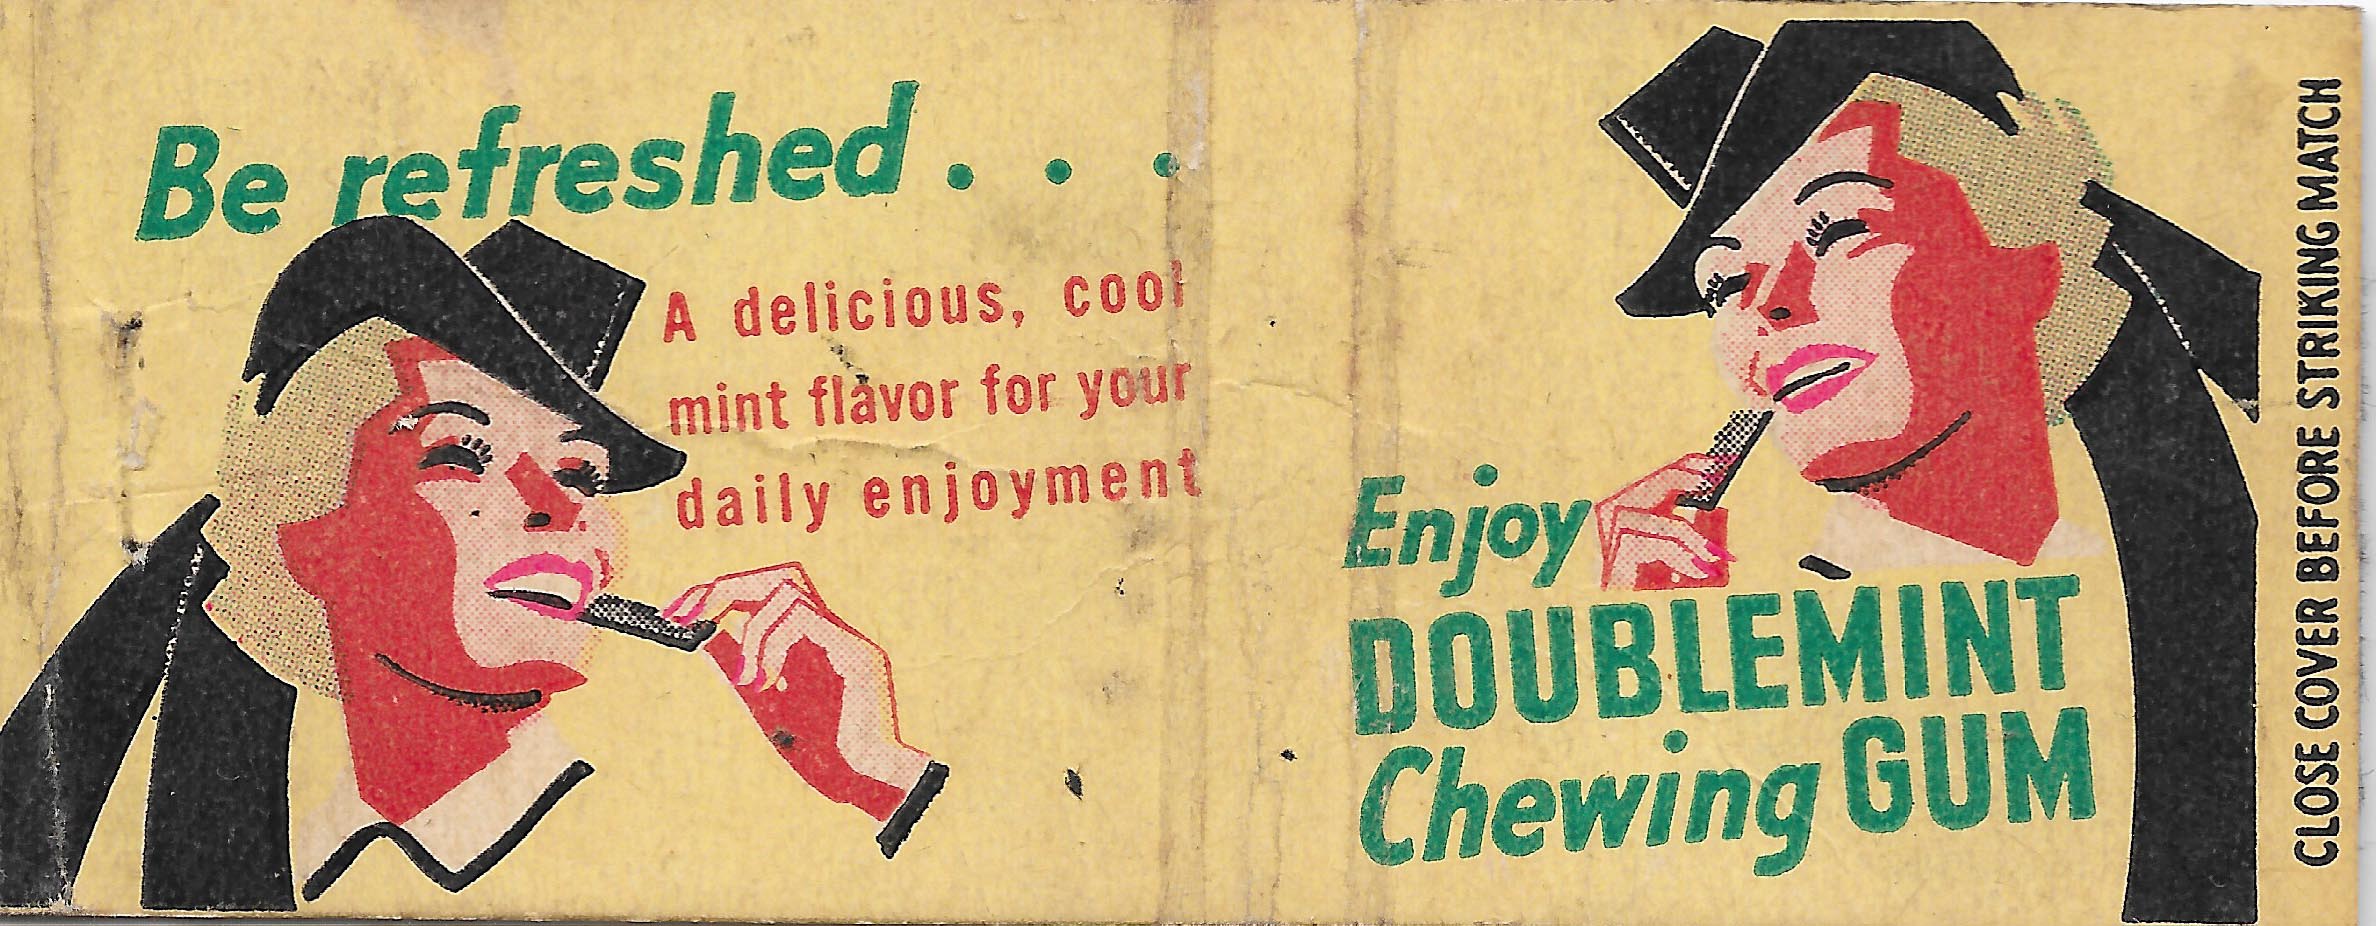 Be refreshed . . .
A delicious, cool
mint flavor for your
daily enjoyment
Enjoy
DOUBLEMINT
Chewing GUM
CLOSE COVER BEFORE STRIKING MATCH